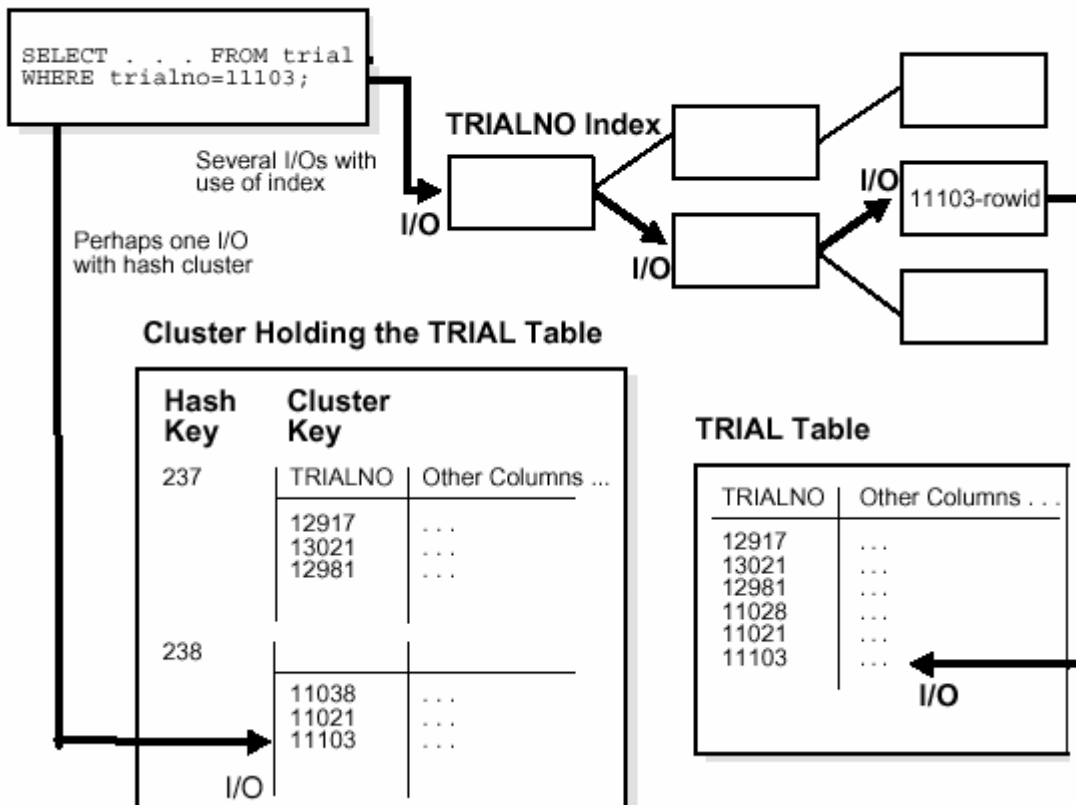 SELECT . . . FROM trial
WHERE trialno=11103;
Several I/Os with
use of index
Perhaps one I/O
with hash cluster
TRIALNO Index
I/O
I/O
I/O
11103-rowid
Cluster Holding the TRIAL Table
Hash Key
Cluster Key
237
TRIALNO
Other Columns ...
12917
. . .
13021
. . .
12981
. . .
238
11038
. . .
11021
. . .
11103
. . .
I/O
TRIAL Table
TRIALNO
Other Columns . . .
12917
. . .
13021
. . .
12981
. . .
11028
. . .
11021
. . .
11103
. . .
I/O